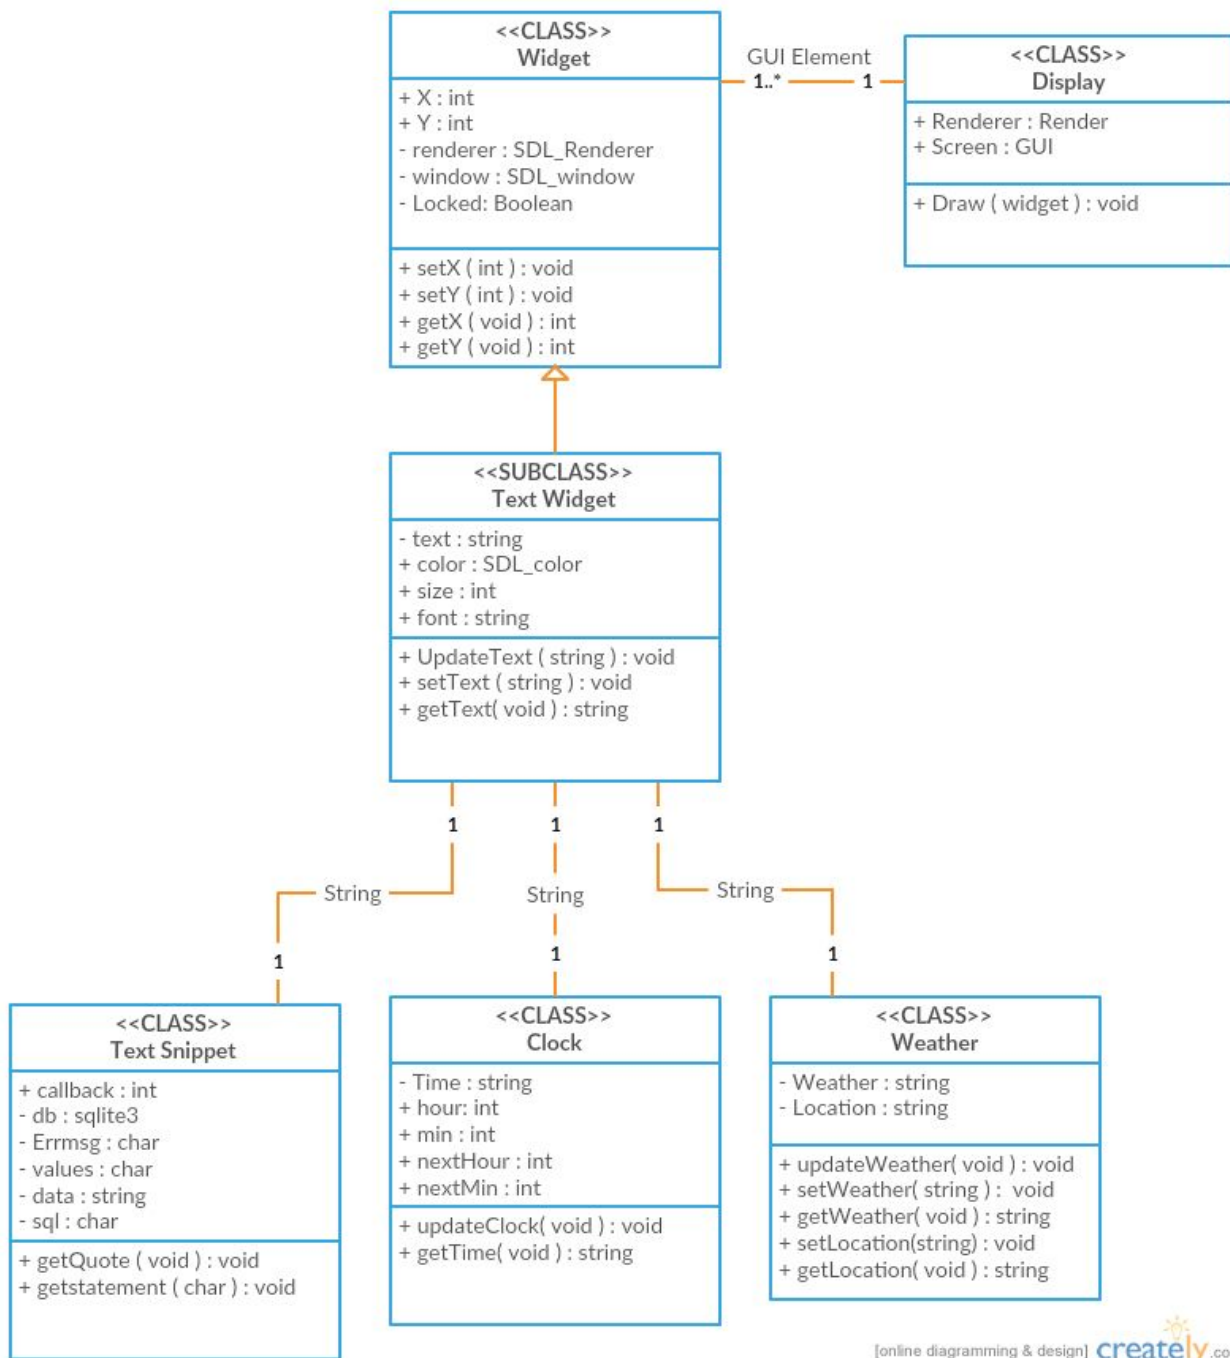 <<CLASS>>
Widget
+ X : int
+ Y : int
- renderer : SDL_Renderer
- window : SDL_window
- Locked: Boolean
+ setX ( int ) : void
+ setY ( int ) : void
+ getX ( void ) : int
+ getY ( void ) : int
GUI Element
1..*
1
<<CLASS>>
Display
+ Renderer : Render
+ Screen : GUI
+ Draw ( widget ) : void
<<SUBCLASS>>
Text Widget
- text : string
+ color : SDL_color
+ size : int
+ font : string
+ UpdateText ( string ) : void
+ setText ( string ) : void
+ getText( void ) : string
1
1
1
String
String
String
1
1
1
<<CLASS>>
Text Snippet
+ callback : int
- db : sqlite3
- Errmsg : char
- values : char
- data : string
- sql : char
+ getQuote ( void ) : void
+ getstatement ( char ) : void
<<CLASS>>
Clock
- Time : string
+ hour: int
+ min : int
+ nextHour : int
+ nextMin : int
+ updateClock( void ) : void
+ getTime( void ) : string
<<CLASS>>
Weather
- Weather : string
- Location : string
+ updateWeather( void ) : void
+ setWeather( string ) :  void
+ getWeather( void ) : string
+ setLocation(string) : void
+ getLocation( void ) : string
[online diagramming & design] creately.co